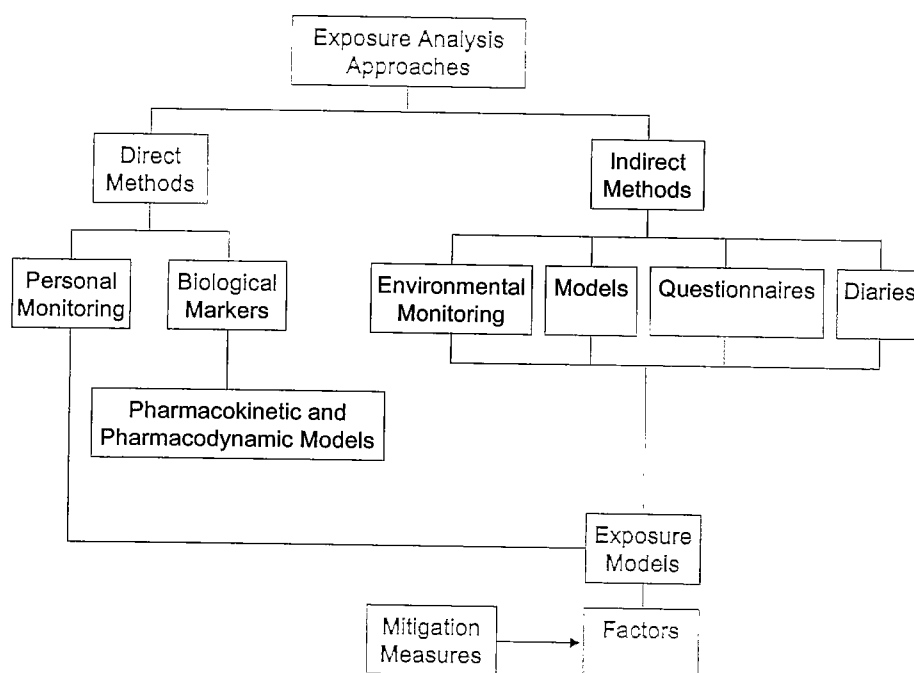 Exposure Analysis
Approaches
Direct
Methods
Indirect
Methods
Personal
Monitoring
Biological
Markers
Environmental
Monitoring
Models
Questionnaires
Diaries
Pharmacokinetic and
Pharmacodynamic Models
Exposure
Models
Mitigation
Measures
Factors